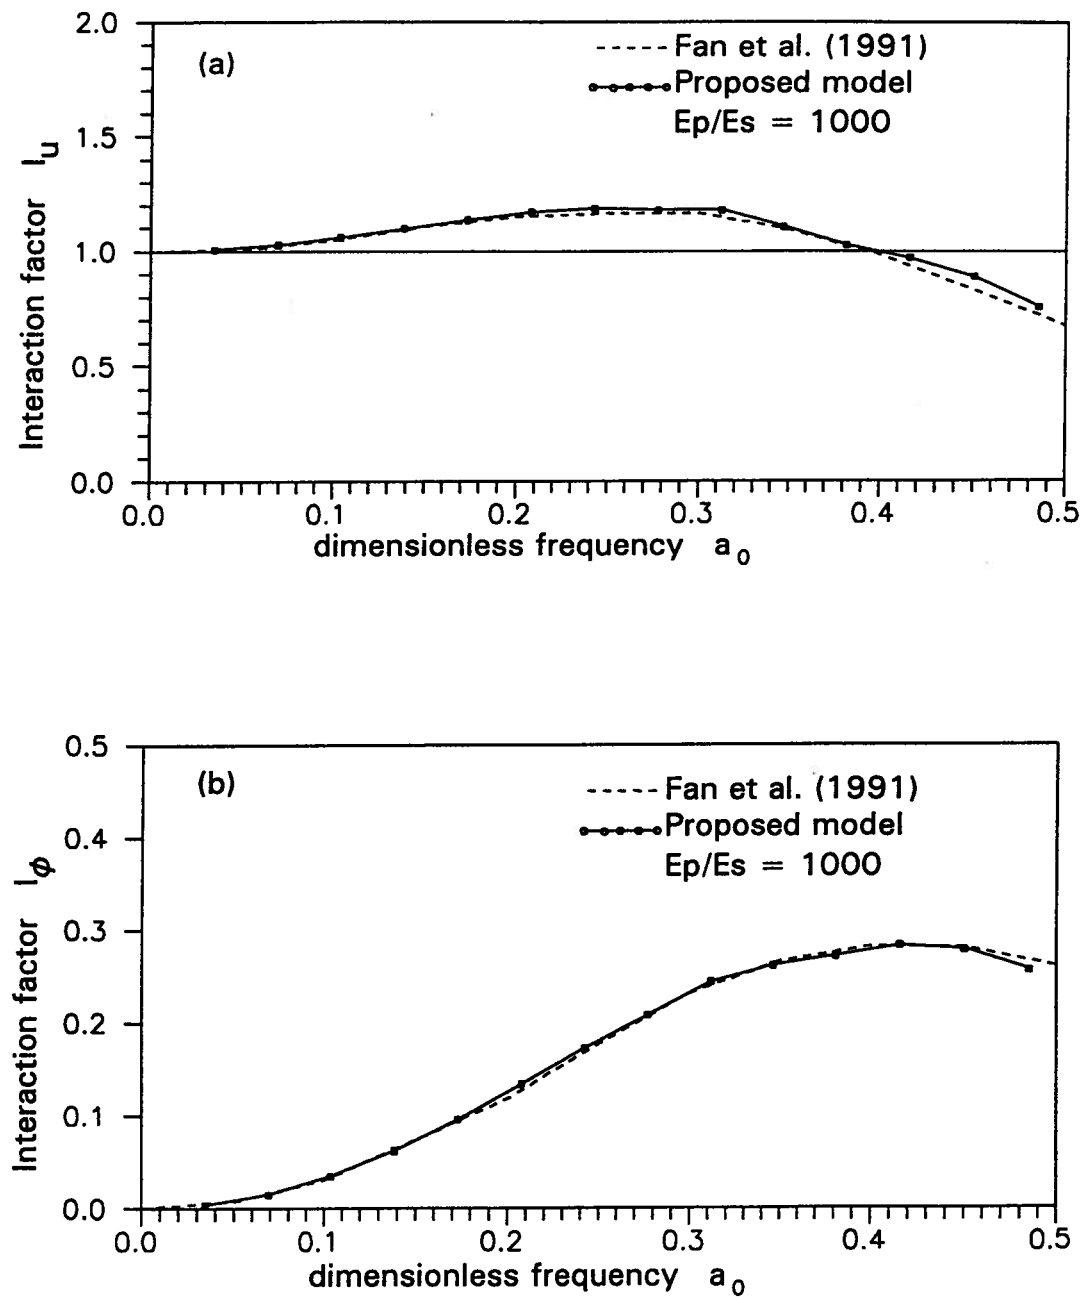 2.0
(a)
Fan et al. (1991)
Proposed model
Ep/Es = 1000
1.5
1.0
0.5
0.0
Interaction factor I_u
0.0 0.1 0.2 0.3 0.4 0.5
dimensionless frequency a_0
0.5
(b)
Fan et al. (1991)
Proposed model
Ep/Es = 1000
0.4
0.3
0.2
0.1
0.0
Interaction factor I_ϕ
0.0 0.1 0.2 0.3 0.4 0.5
dimensionless frequency a_0